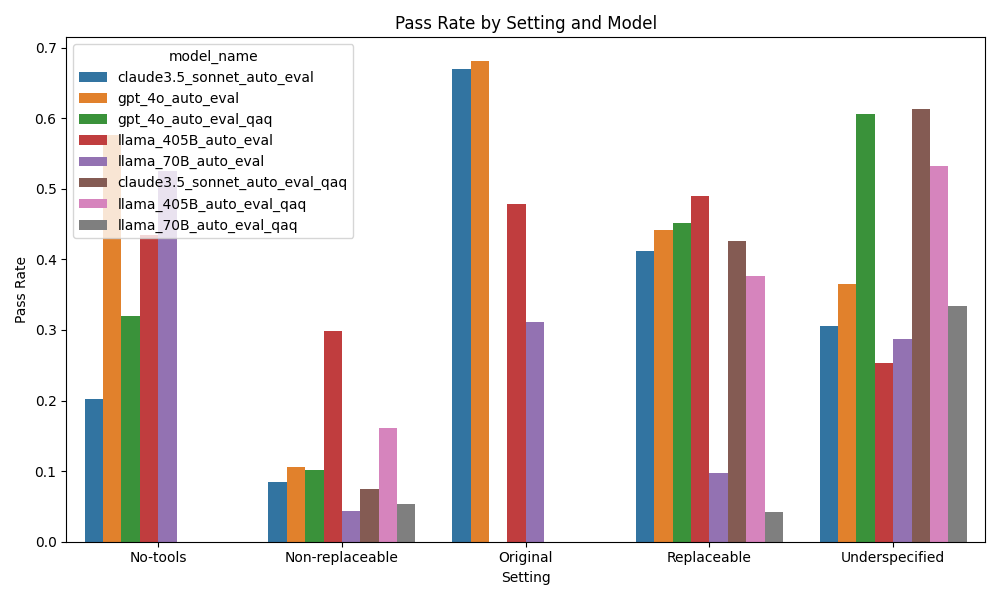 Pass Rate by Setting and Model
model_name
claude3.5_sonnet_auto_eval
gpt_4o_auto_eval
gpt_4o_auto_eval_qaq
llama_405B_auto_eval
llama_70B_auto_eval
claude3.5_sonnet_auto_eval_qaq
llama_405B_auto_eval_qaq
llama_70B_auto_eval_qaq
Pass Rate
0.7
0.6
0.5
0.4
0.3
0.2
0.1
0.0
No-tools
Non-replaceable
Original
Replaceable
Underspecified
Setting